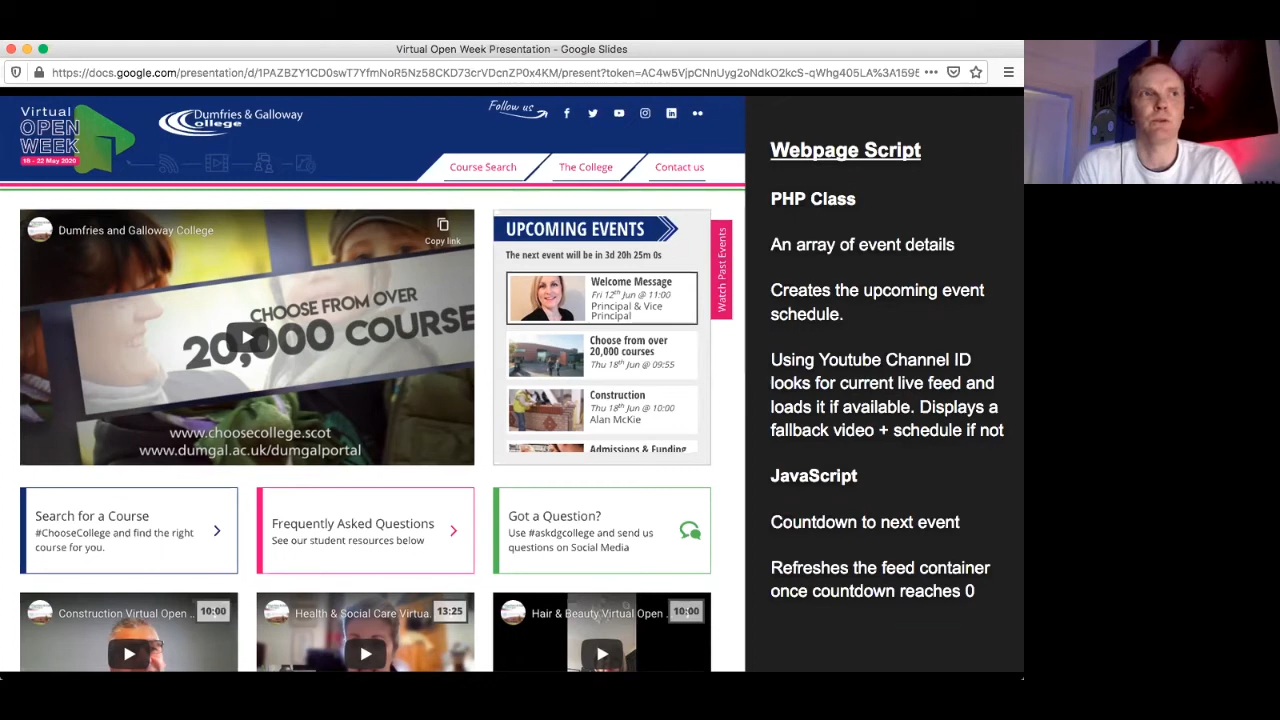 Virtual Open Week Presentation - Google Slides
https://docs.google.com/presentation/d/1PAZBZY1CD0swT7YfmNoR5Nz58CKD73crVDcnZP0x4KM/present?token=AC4w5VjpCNnUyg2oNdkO2kcS-qWhg405LA%3A1595
Virtual
OPEN
WEEK
18 - 22 May 2020
Dumfries & Galloway
College
Follow us
Course Search
The College
Contact us
Dumfries and Galloway College
Copy link
CHOOSE FROM OVER
20,000 COURSE
www.choosecollege.scot
www.dumgal.ac.uk/dumgalportal
UPCOMING EVENTS
The next event will be in 3d 20h 25m 0s
Welcome Message
Fri 12th Jun @ 11:00
Principal & Vice
Principal
Choose from over
20,000 courses
Thu 18th Jun @ 09:55
Construction
Thu 18th Jun @ 10:00
Alan McKie
Admissions & Funding
Watch Past Events
Search for a Course
#ChooseCollege and find the right
course for you.
Frequently Asked Questions
See our student resources below
Got a Question?
Use #askdgcollege and send us
questions on Social Media
Construction Virtual Open ..
10:00
Health & Social Care Virtua.
13:25
Hair & Beauty Virtual Open .
10:00
Webpage Script
PHP Class
An array of event details
Creates the upcoming event
schedule.
Using Youtube Channel ID
looks for current live feed and
loads it if available. Displays a
fallback video + schedule if not
JavaScript
Countdown to next event
Refreshes the feed container
once countdown reaches 0